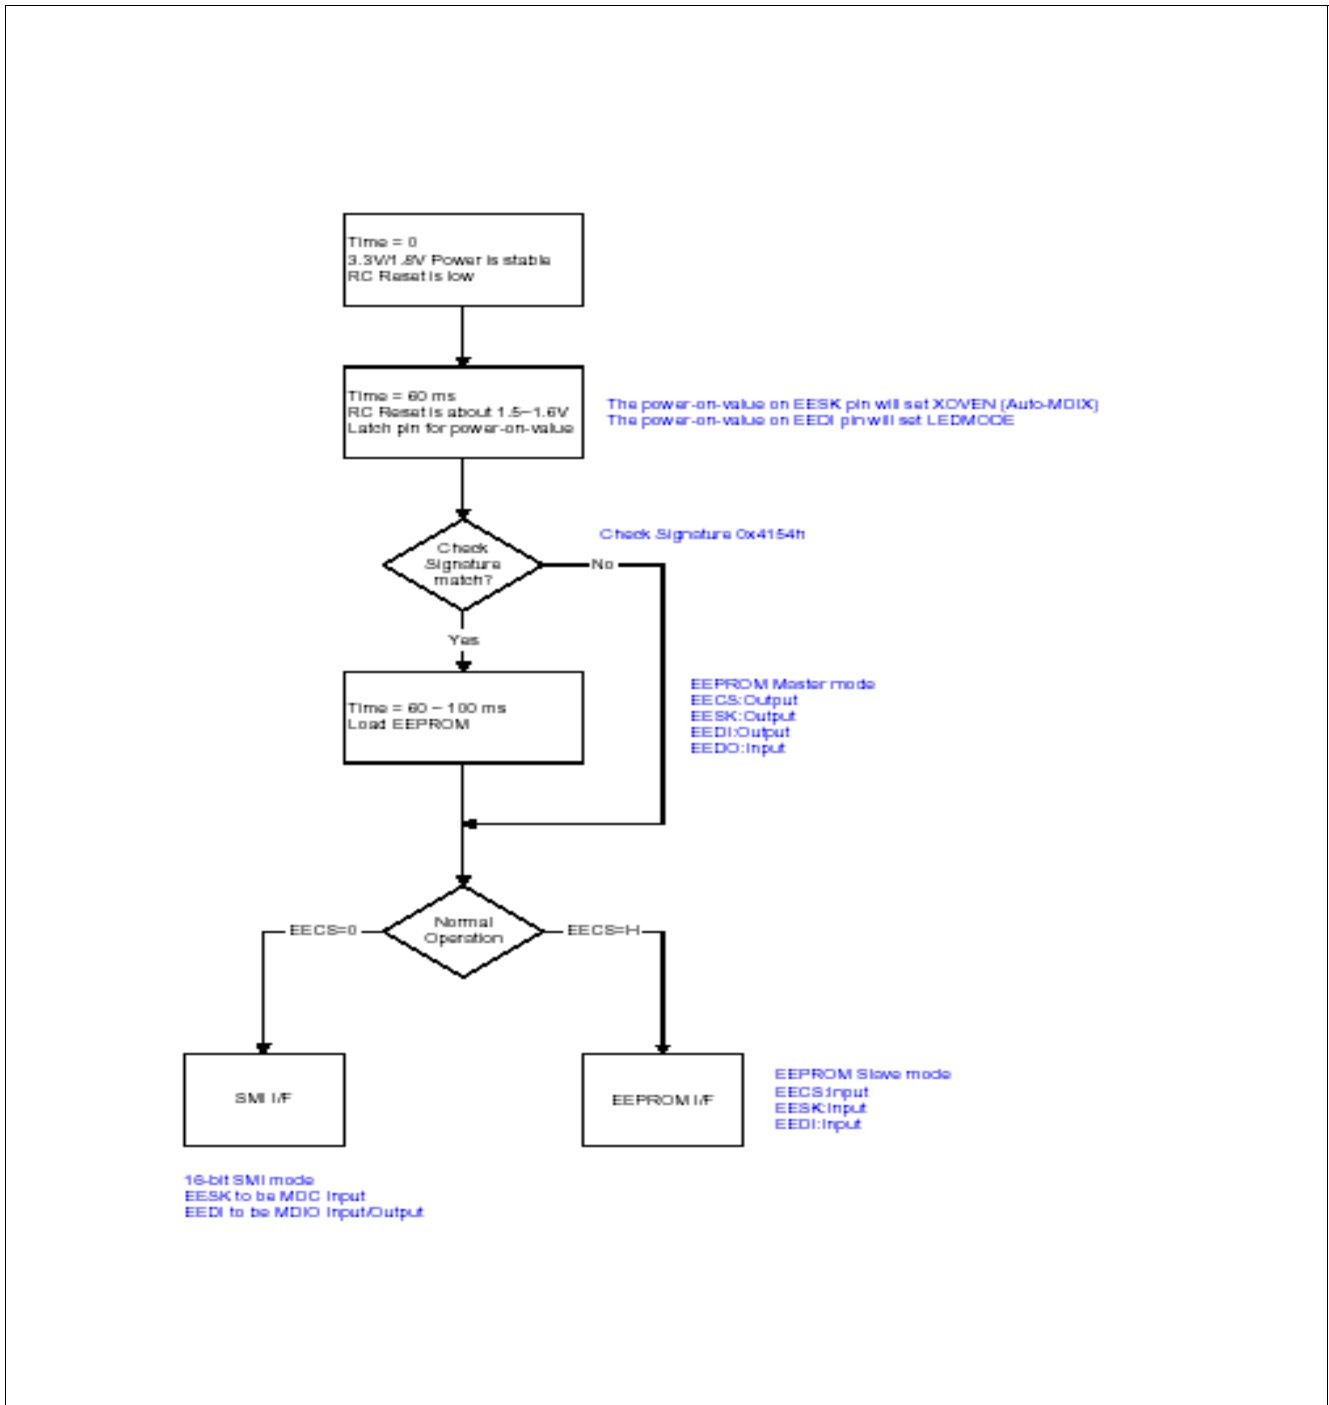 Time = 0
3.3V/1.8V Power is stable
RC Reset is low
Time = 60 ms
RC Reset is about 1.5~1.6V
Latch pin for power-on-value
The power-on-value on EESK pin will set XOVEN (Auto-MDIX)
The power-on-value on EEDI pin will set LEDMODE
Check Signature 0x4154h
Check
Signature
match?
No
Yes
Time = 60 ~ 100 ms
Load EEPROM
EEPROM Master mode
EECS:Output
EESK:Output
EEDI:Output
EEDO:Input
Normal
Operation
EECS=0
EECS=H
SMI I/F
EEPROM I/F
EEPROM Slave mode
EECS:Input
EESK:Input
EEDI:Input
16-bit SMI mode
EESK to be MDC Input
EEDI to be MDIO Input/Output